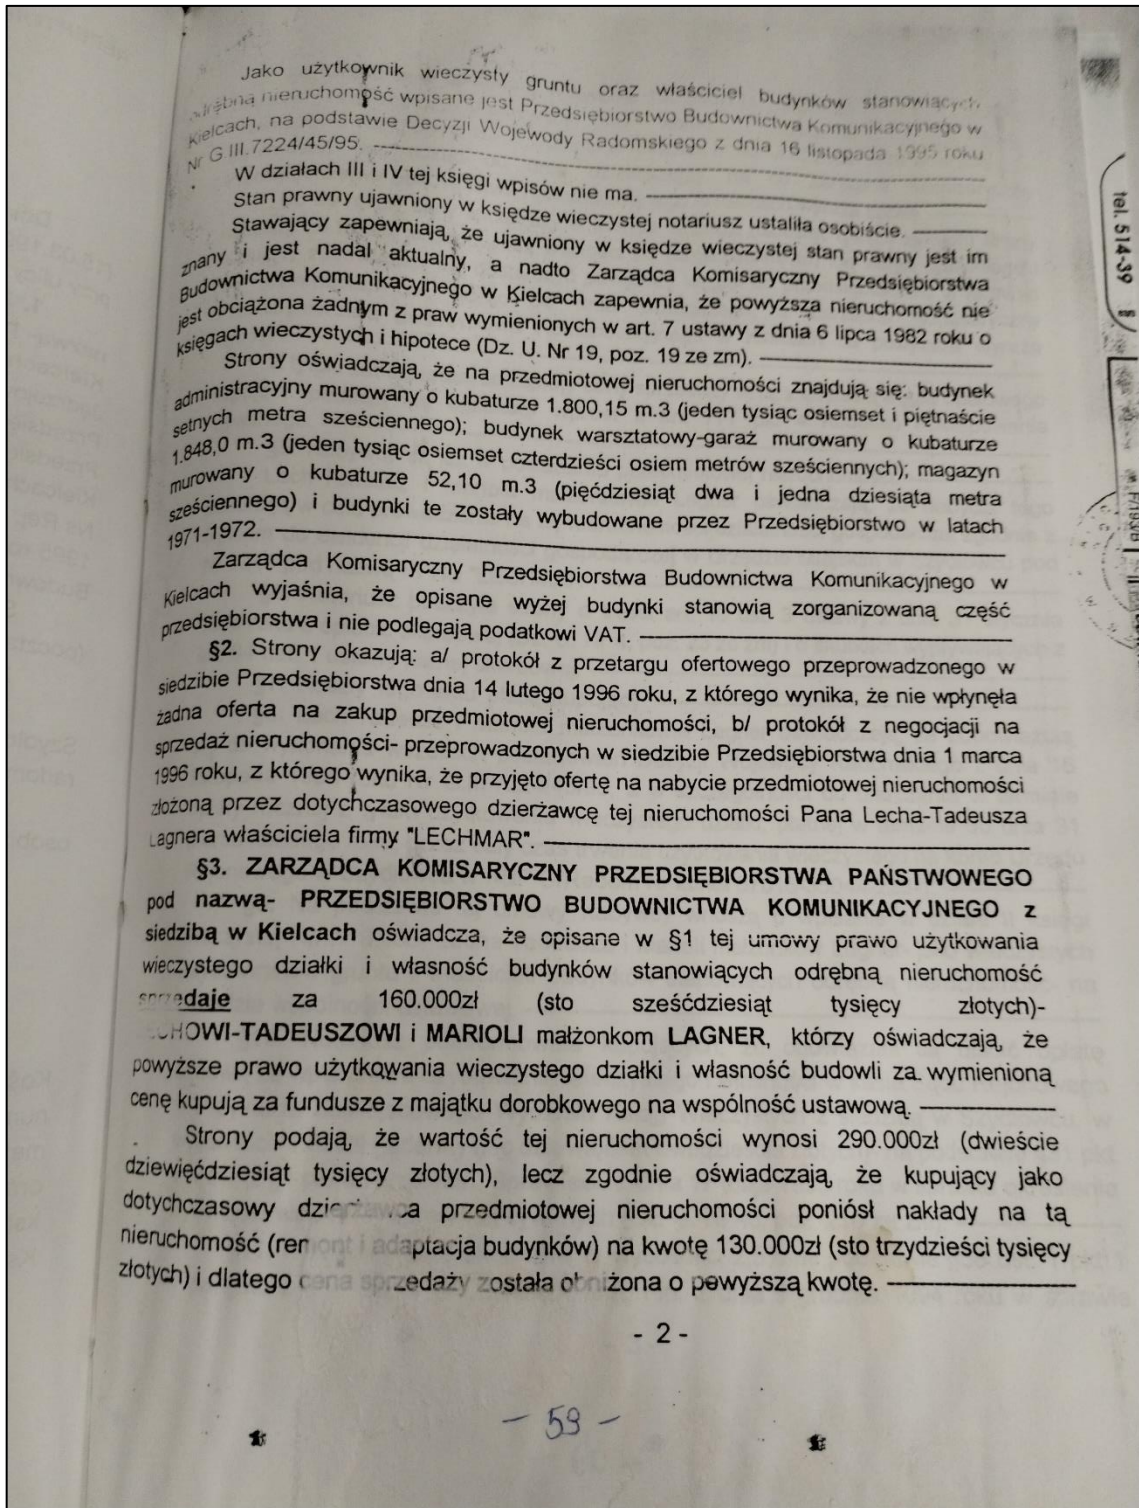 Jako użytkownik wieczysty gruntu oraz właściciel budynków stanowiących
odrębną nieruchomość wpisane jest Przedsiębiorstwo Budownictwa Komunikacyjnego w
Kielcach, na podstawie Decyzji Wojewody Radomskiego z dnia 16 listopada 1995 roku
Nr G.III.7224/45/95.
W działach III i IV tej księgi wpisów nie ma.
Stan prawny ujawniony w księdze wieczystej notariusz ustaliła osobiście.
Stawający zapewniają, że ujawniony w księdze wieczystej stan prawny jest im
znany i jest nadal aktualny, a nadto Zarządca Komisaryczny Przedsiębiorstwa
Budownictwa Komunikacyjnego w Kielcach zapewnia, że powyższa nieruchomość nie
jest obciążona żadnym z praw wymienionych w art. 7 ustawy z dnia 6 lipca 1982 roku o
księgach wieczystych i hipotece (Dz. U. Nr 19, poz. 19 ze zm).
Strony oświadczają, że na przedmiotowej nieruchomości znajdują się: budynek
administracyjny murowany o kubaturze 1.800,15 m.3 (jeden tysiąc osiemset i piętnaście
setnych metra sześciennego); budynek warsztatowy-garaż murowany o kubaturze
1.848,0 m.3 (jeden tysiąc osiemset czterdzieści osiem metrów sześciennych); magazyn
murowany o kubaturze 52,10 m.3 (pięćdziesiąt dwa i jedna dziesiąta metra
sześciennego) i budynki te zostały wybudowane przez Przedsiębiorstwo w latach
1971-1972.
Zarządca Komisaryczny Przedsiębiorstwa Budownictwa Komunikacyjnego w
Kielcach wyjaśnia, że opisane wyżej budynki stanowią zorganizowaną część
przedsiębiorstwa i nie podlegają podatkowi VAT.
§2. Strony okazują: a/ protokół z przetargu ofertowego przeprowadzonego w
siedzibie Przedsiębiorstwa dnia 14 lutego 1996 roku, z którego wynika, że nie wpłynęła
żadna oferta na zakup przedmiotowej nieruchomości, b/ protokół z negocjacji na
sprzedaż nieruchomości- przeprowadzonych w siedzibie Przedsiębiorstwa dnia 1 marca
1996 roku, z którego wynika, że przyjęto ofertę na nabycie przedmiotowej nieruchomości
złożoną przez dotychczasowego dzierżawcę tej nieruchomości Pana Lecha-Tadeusza
Lagnera właściciela firmy "LECHMAR".
§3. ZARZĄDCA KOMISARYCZNY PRZEDSIĘBIORSTWA PAŃSTWOWEGO
pod nazwą- PRZEDSIĘBIORSTWO BUDOWNICTWA KOMUNIKACYJNEGO z
siedzibą w Kielcach oświadcza, że opisane w §1 tej umowy prawo użytkowania
wieczystego działki i własność budynków stanowiących odrębną nieruchomość
sprzedaje za 160.000zł (sto sześćdziesiąt tysięcy złotych)-
LECHOWI-TADEUSZOWI i MARIOLI małżonkom LAGNER, którzy oświadczają, że
powyższe prawo użytkowania wieczystego działki i własność budowli za wymienioną
cenę kupują za fundusze z majątku dorobkowego na wspólność ustawową.
Strony podają, że wartość tej nieruchomości wynosi 290.000zł (dwieście
dziewięćdziesiąt tysięcy złotych), lecz zgodnie oświadczają, że kupujący jako
dotychczasowy dzierżawca przedmiotowej nieruchomości poniósł nakłady na tą
nieruchomość (remont i adaptacja budynków) na kwotę 130.000zł (sto trzydzieści tysięcy
złotych) i dlatego cena sprzedaży została obniżona o powyższą kwotę.
- 2 -
- 59 -
tel. 514-39